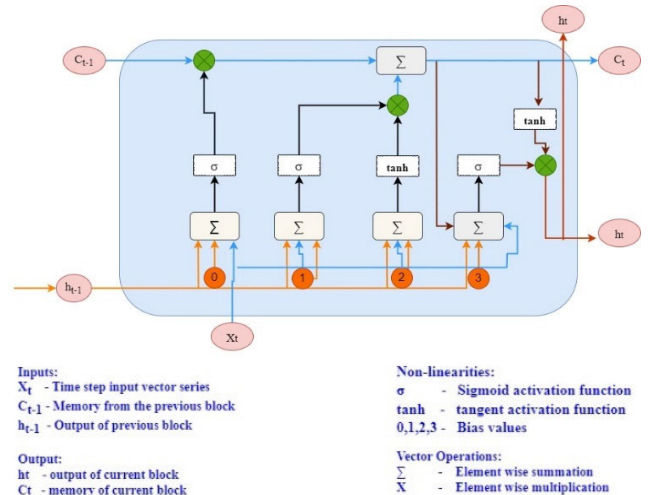 ht
Ct-1
Σ
Ct
tanh
σ
σ
tanh
σ
Σ
Σ
Σ
Σ
ht
0
1
2
3
ht-1
Xt
Inputs:
Xt - Time step input vector series
Ct-1 - Memory from the previous block
ht-1 - Output of previous block
Output:
ht - output of current block
Ct - memory of current block
Non-linearities:
σ - Sigmoid activation function
tanh - tangent activation function
0,1,2,3 - Bias values
Vector Operations:
Σ - Element wise summation
X - Element wise multiplication